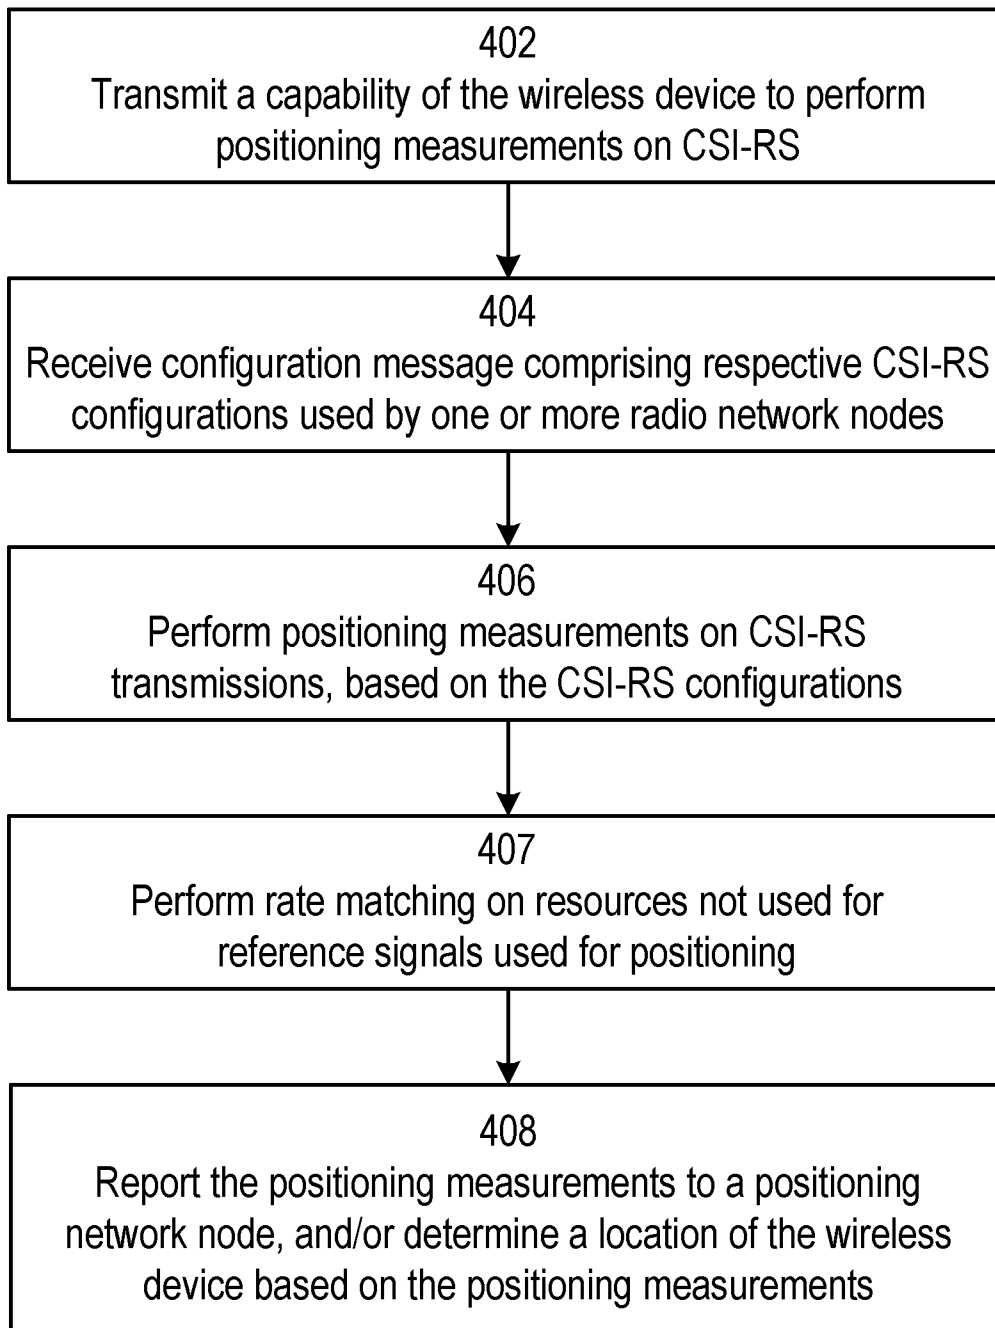 402
Transmit a capability of the wireless device to perform
positioning measurements on CSI-RS
404
Receive configuration message comprising respective CSI-RS
configurations used by one or more radio network nodes
406
Perform positioning measurements on CSI-RS
transmissions, based on the CSI-RS configurations
407
Perform rate matching on resources not used for
reference signals used for positioning
408
Report the positioning measurements to a positioning
network node, and/or determine a location of the wireless
device based on the positioning measurements